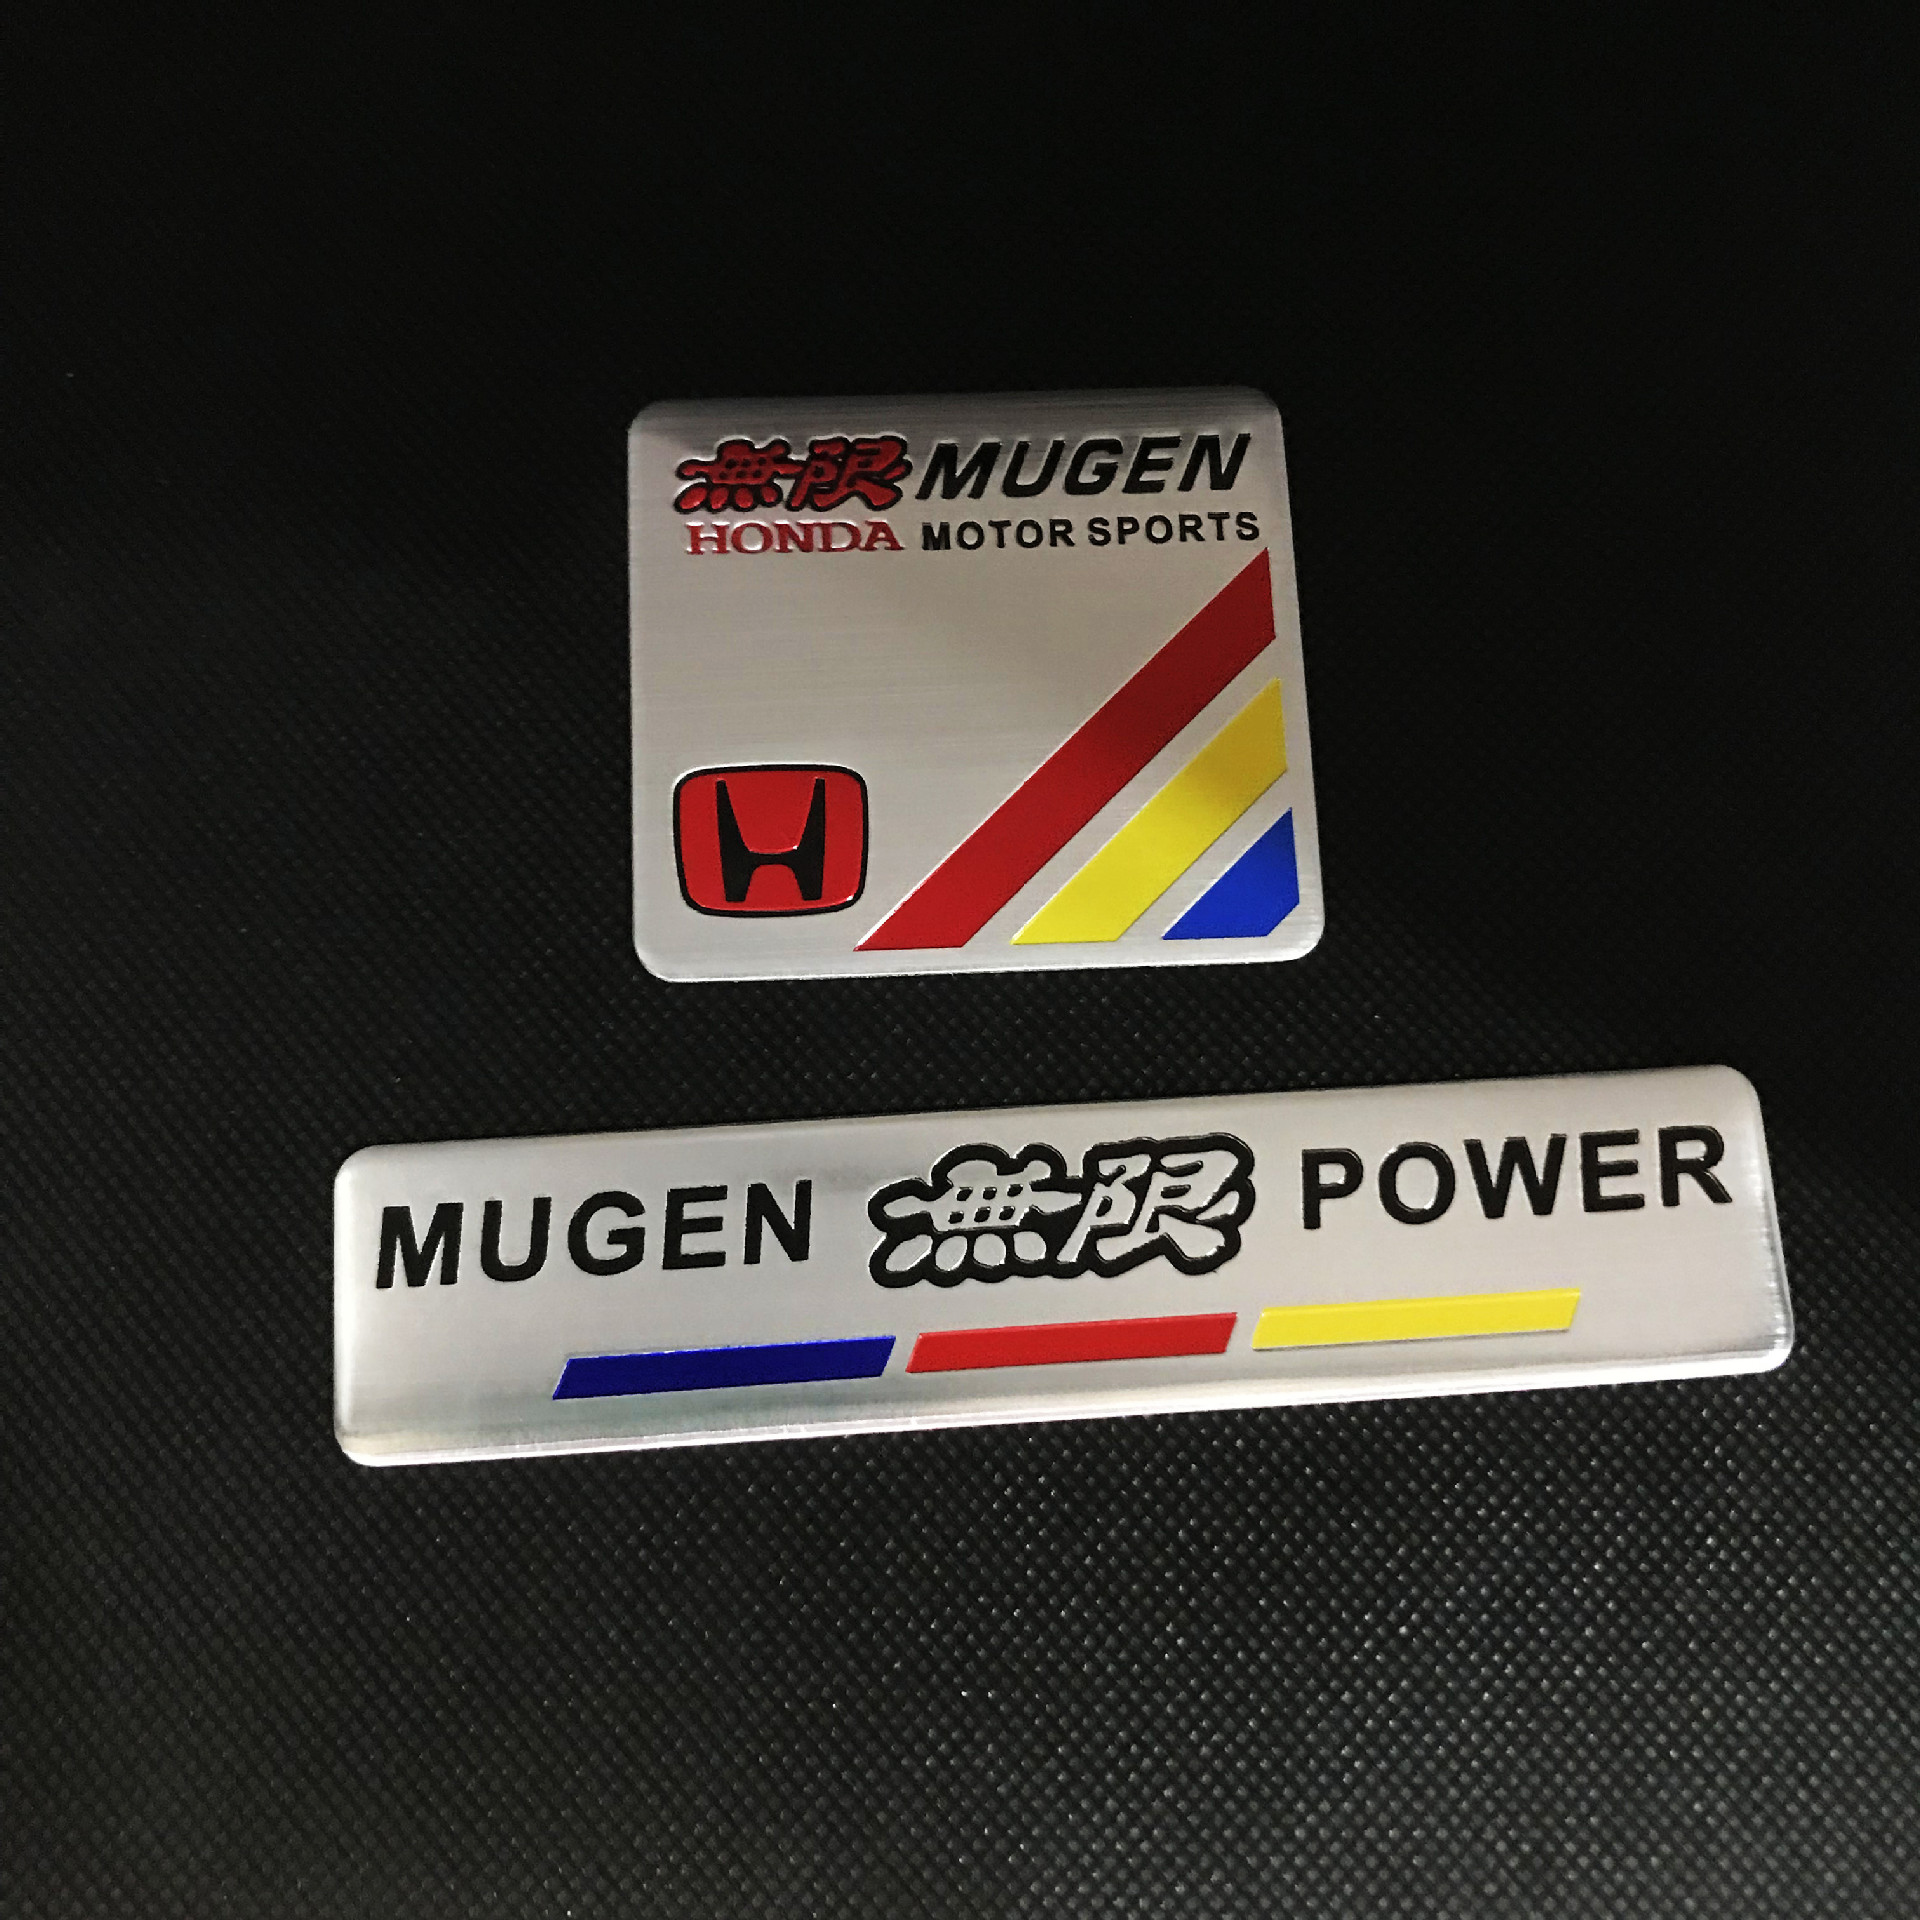 無限 MUGEN
HONDA MOTOR SPORTS
MUGEN 無限 POWER